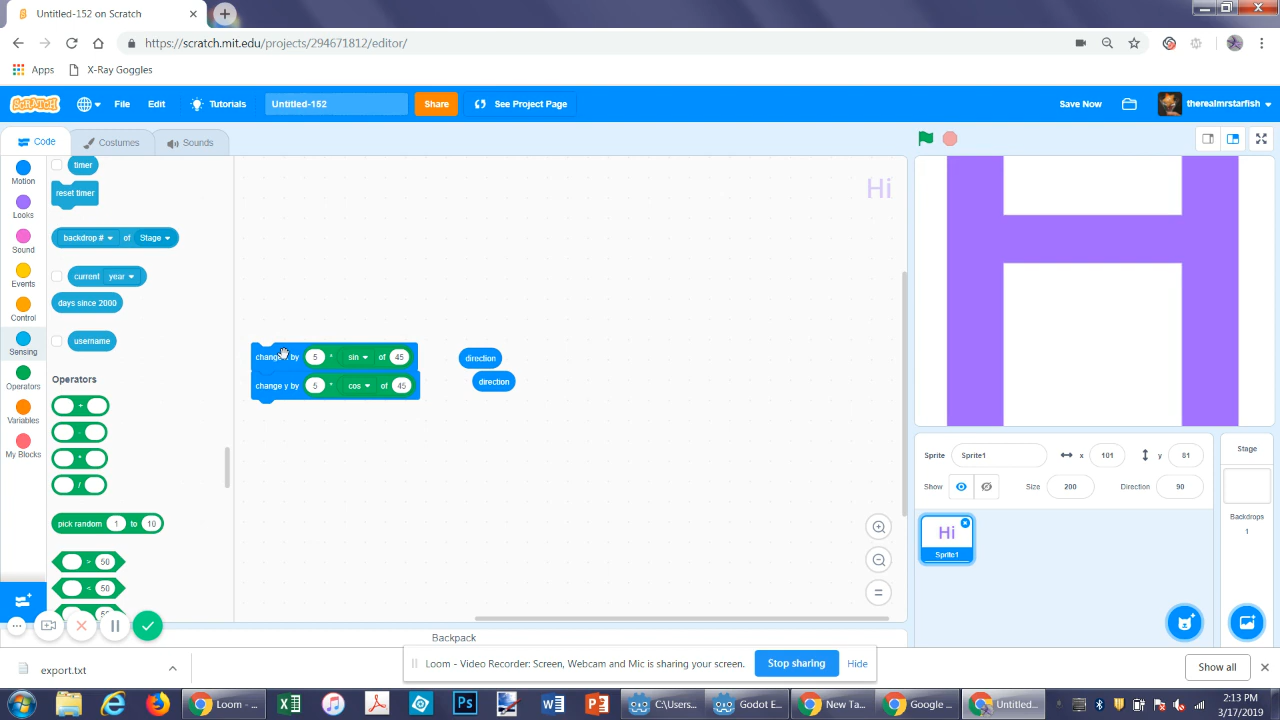 Untitled-152 on Scratch
https://scratch.mit.edu/projects/294671812/editor/
Apps X-Ray Goggles
SCRATCH File Edit Tutorials Untitled-152 Share See Project Page Save Now therealmrstarfish
Code Costumes Sounds
Motion
Looks
Sound
Events
Control
Sensing
Operators
Variables
My Blocks
timer
reset timer
backdrop # of Stage
current year
days since 2000
username
Operators
+
-
*
/
pick random 1 to 10
> 50
< 50
Hi
change by 5 * sin of 45
change y by 5 * cos of 45
direction
direction
Sprite Sprite1 x 101 y 81
Show Size 200 Direction 90
Hi
Sprite1
Stage
Backdrops
1
Backpack
Loom - Video Recorder: Screen, Webcam and Mic is sharing your screen. Stop sharing Hide
export.txt
Show all
Loom - C:\Users... Godot E... New Ta... Google ... Untitled...
2:13 PM
3/17/2019